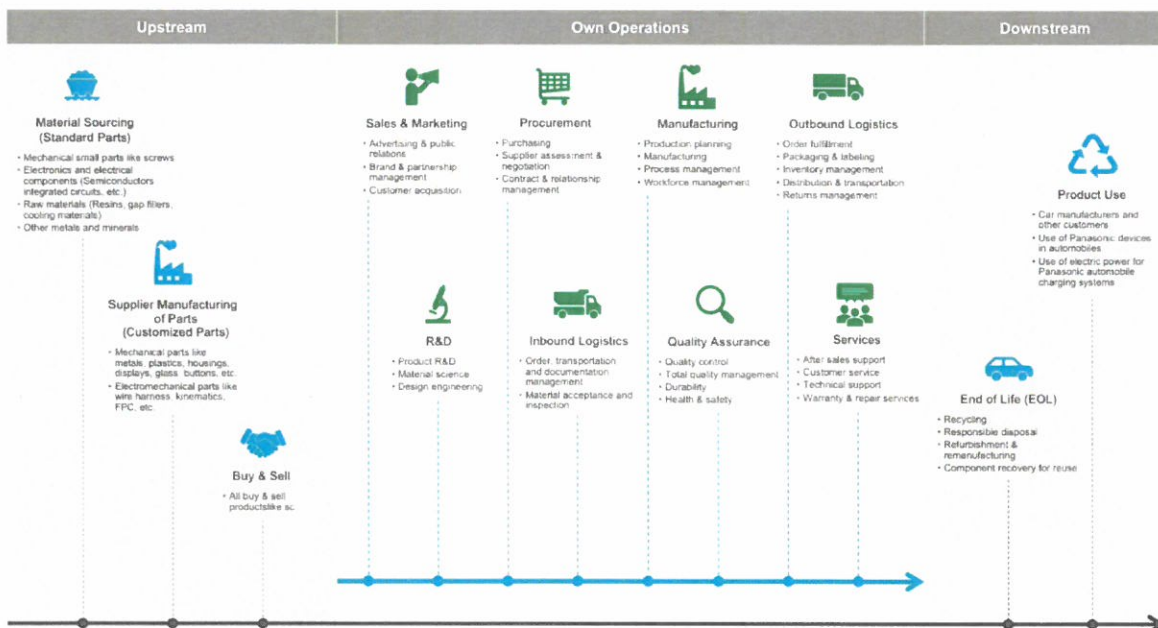 Upstream
Own Operations
Downstream
Material Sourcing
(Standard Parts)
• Mechanical small parts like screws
• Electronics and electrical
components (Semiconductors
integrated circuits, etc.)
• Raw materials (Resins, gap fillers,
cooling materials)
• Other metals and minerals
Supplier Manufacturing
of Parts
(Customized Parts)
• Mechanical parts like
metals, plastics, housings,
displays, glass, buttons, etc.
• Electromechanical parts like
wire harness, kinematics,
FPC, etc.
Buy & Sell
• All buy & sell
productslike sc.
Sales & Marketing
• Advertising & public
relations
• Brand & partnership
management
• Customer acquisition
R&D
• Product R&D
• Material science
• Design engineering
Procurement
• Purchasing
• Supplier assessment &
negotiation
• Contract & relationship
management
Inbound Logistics
• Order, transportation
and documentation
management
• Material acceptance and
inspection
Manufacturing
• Production planning
• Manufacturing
• Process management
• Workforce management
Quality Assurance
• Quality control
• Total quality management
• Durability
• Health & safety
Outbound Logistics
• Order fulfillment
• Packaging & labeling
• Inventory management
• Distribution & transportation
• Returns management
Services
• After sales support
• Customer service
• Technical support
• Warranty & repair services
End of Life (EOL)
• Recycling
• Responsible disposal
• Refurbishment &
remanufacturing
• Component recovery for reuse
Product Use
• Car manufacturers and
other customers
• Use of Panasonic devices
in automobiles
• Use of electric power for
Panasonic automobile
charging systems